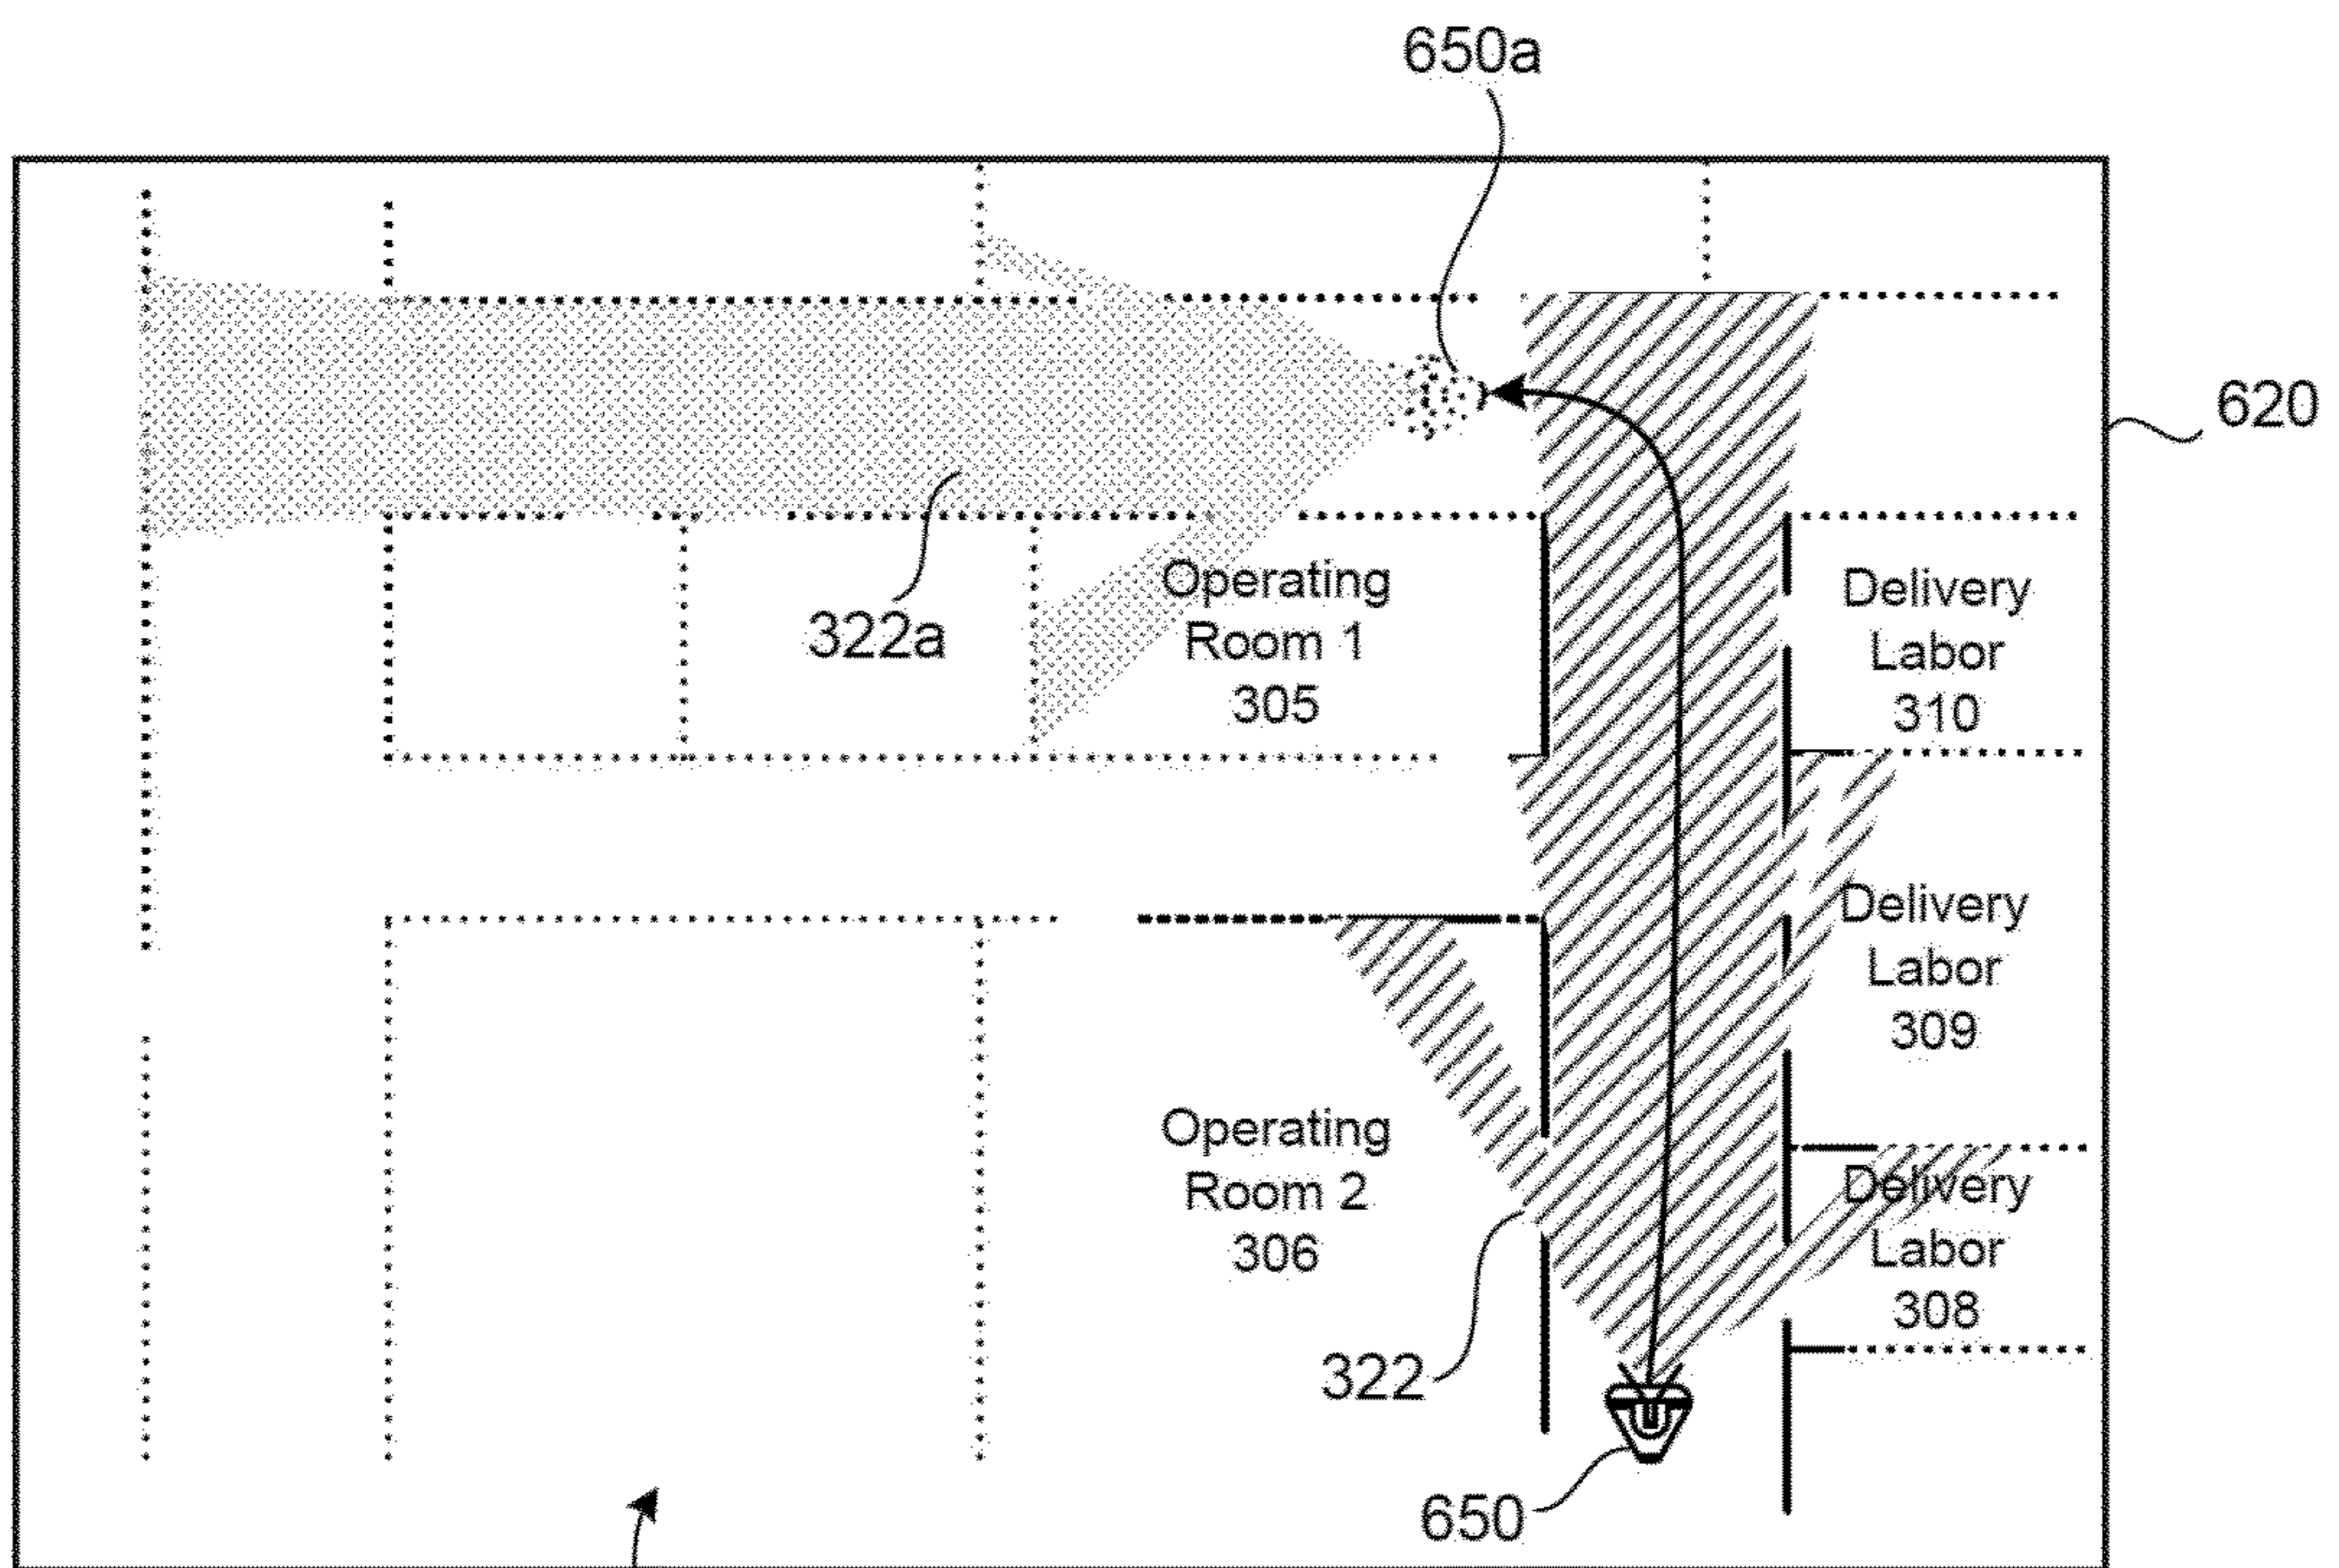 650a
620
322a
Operating
Room 1
305
Delivery
Labor
310
Delivery
Labor
309
Operating
Room 2
306
Delivery
Labor
308
322
650